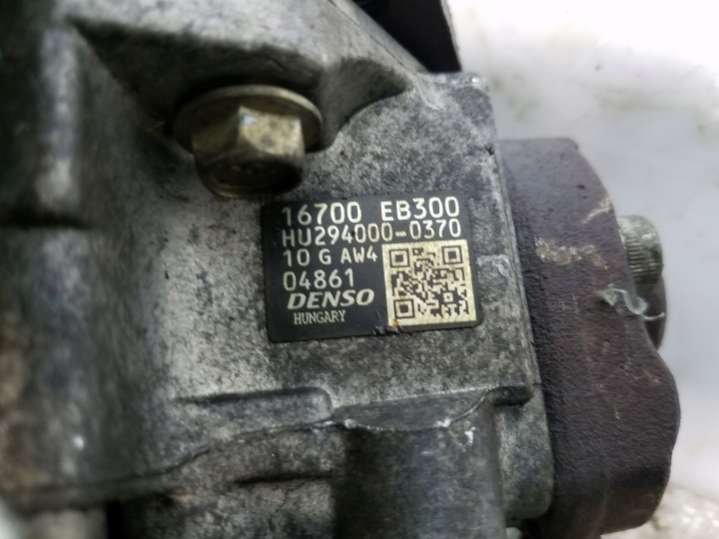 16700 EB300
HU294000-0370
10 G AW4
04861
DENSO
HUNGARY